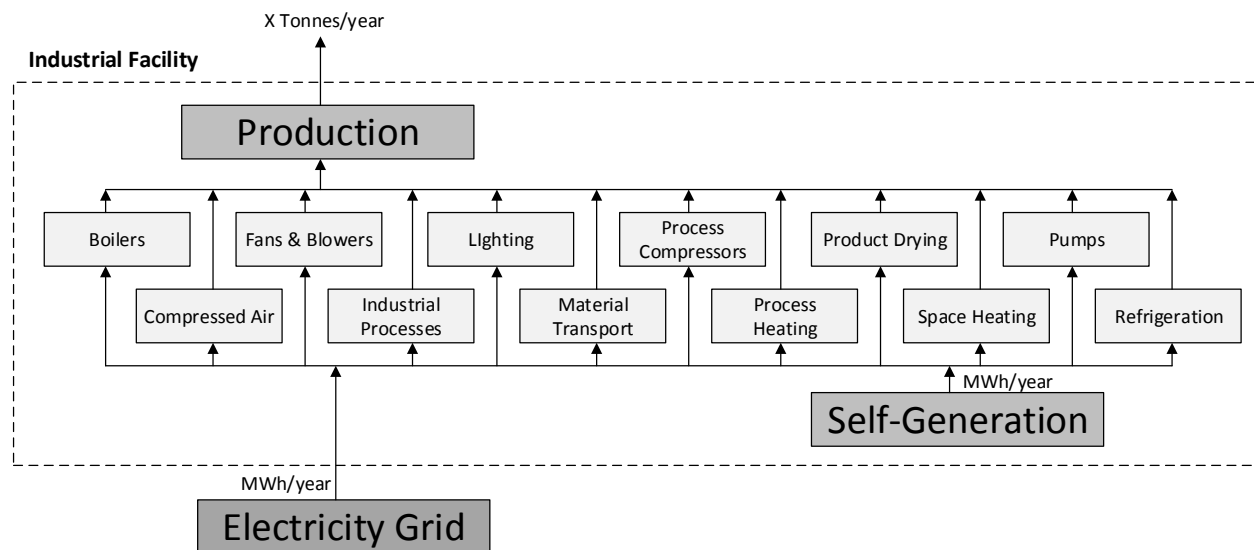 X Tonnes/year
Industrial Facility
Production
Boilers
Fans & Blowers
LIghting
Process
Compressors
Product Drying
Pumps
Compressed Air
Industrial
Processes
Material
Transport
Process
Heating
Space Heating
Refrigeration
MWh/year
Self-Generation
MWh/year
Electricity Grid